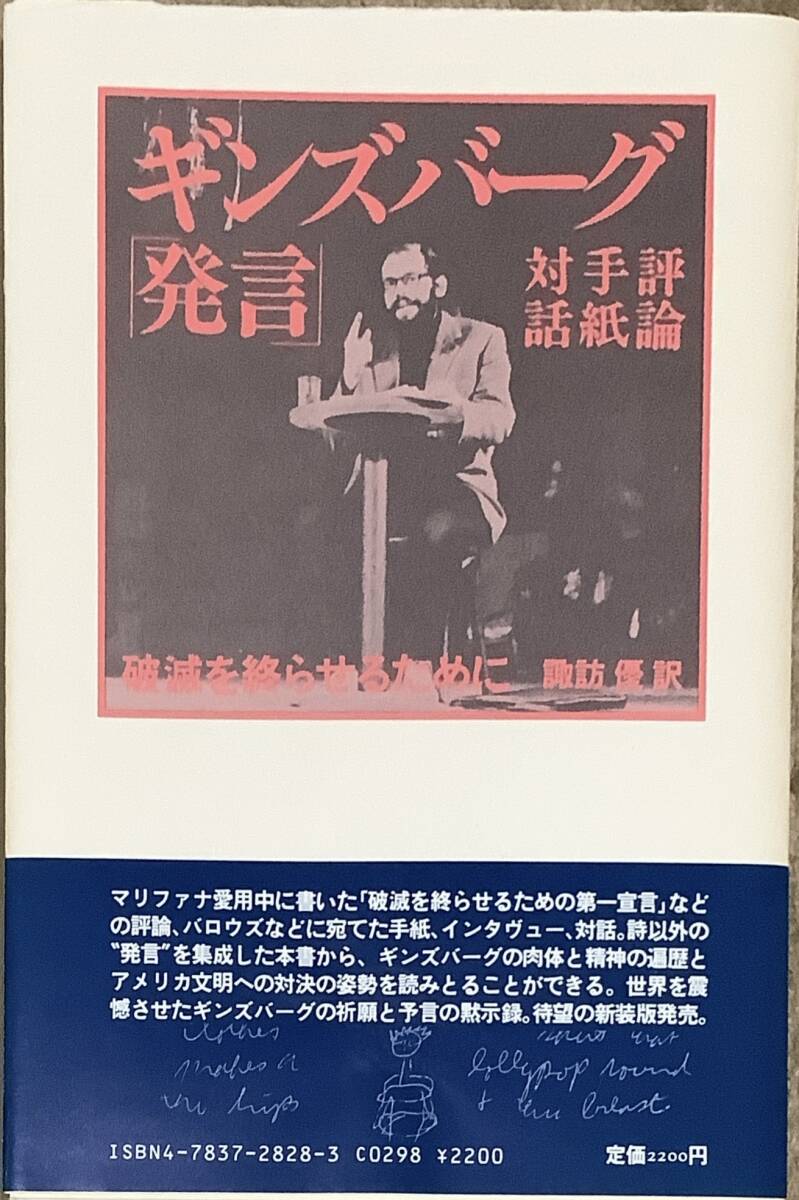 ギンズバーグ
「発言」
評論
手紙
対話
破滅を終らせるために 諏訪優訳
マリファナ愛用中に書いた「破滅を終らせるための第一宣言」など
の評論、バロウズなどに宛てた手紙、インタヴュー、対話。詩以外の
“発言”を集成した本書から、ギンズバーグの肉体と精神の遍歴と
アメリカ文明への対決の姿勢を読みとることができる。世界を震
憾させたギンズバーグの祈願と予言の黙示録。待望の新装版発売。
makes a
the hips
lollypop round
& the breast.
ISBN4-7837-2828-3 C0298 ¥2200
定価2200円